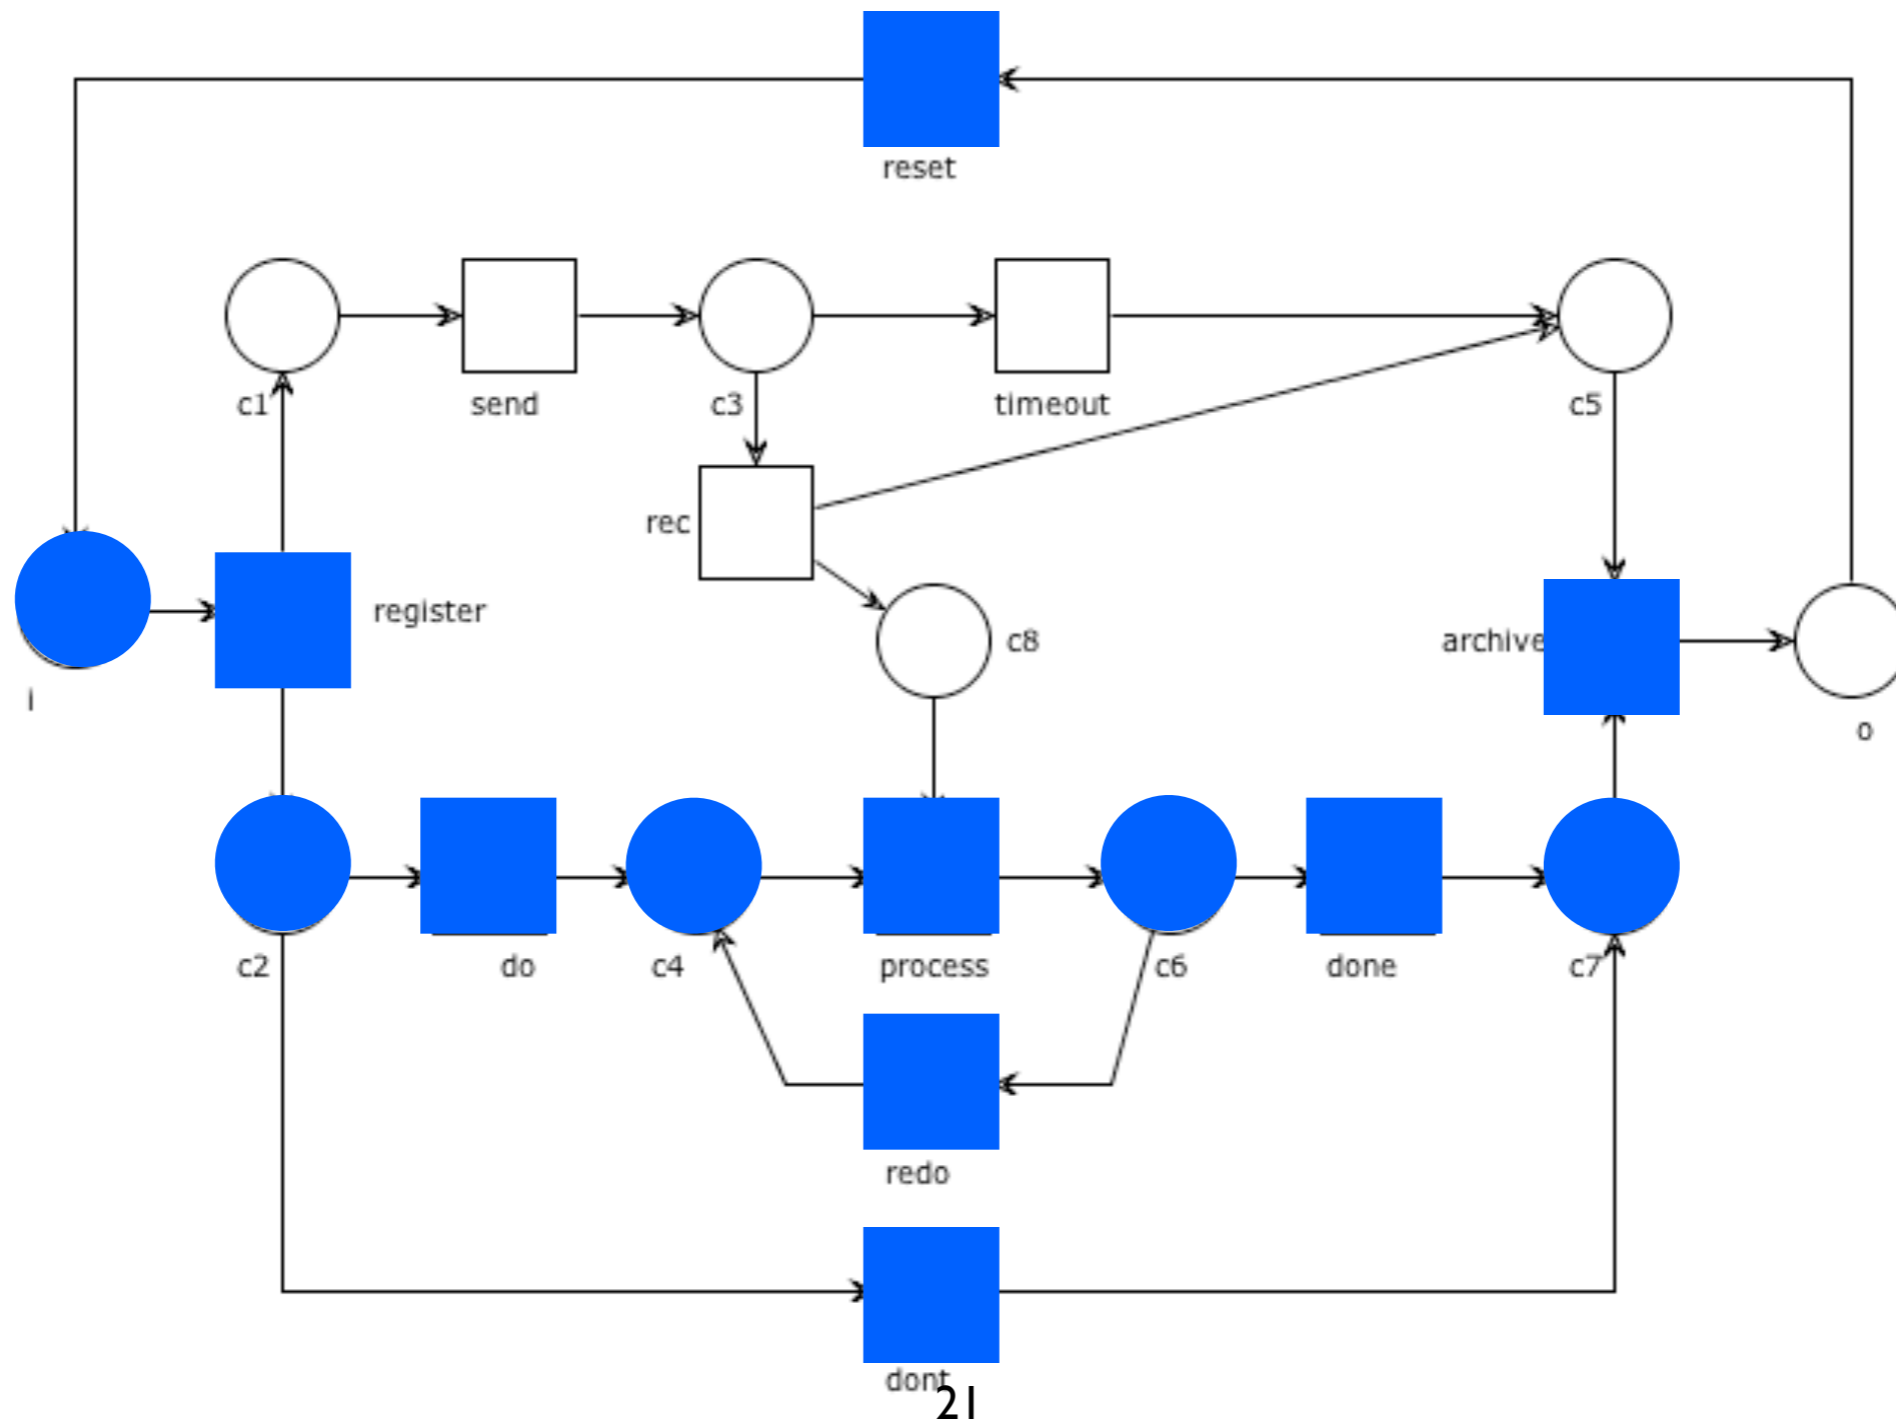 reset
c1
send
c3
timeout
c5
rec
register
c8
archive
i
o
c2
do
c4
process
c6
done
c7
redo
dont
21